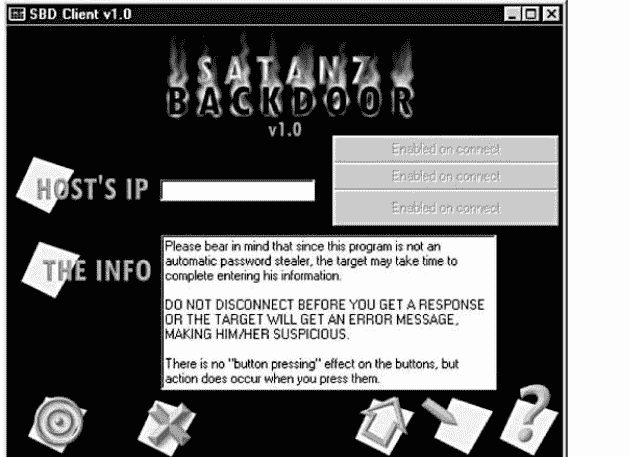 SBD Client v1.0
SATANZ
BACKDOOR
v1.0
Enabled on connect
HOST'S IP
Enabled on connect
Enabled on connect
THE INFO
Please bear in mind that since this program is not an
automatic password stealer, the target may take time to
complete entering his information.
DO NOT DISCONNECT BEFORE YOU GET A RESPONSE
OR THE TARGET WILL GET AN ERROR MESSAGE,
MAKING HIM/HER SUSPICIOUS.
There is no "button pressing" effect on the buttons, but
action does occur when you press them.